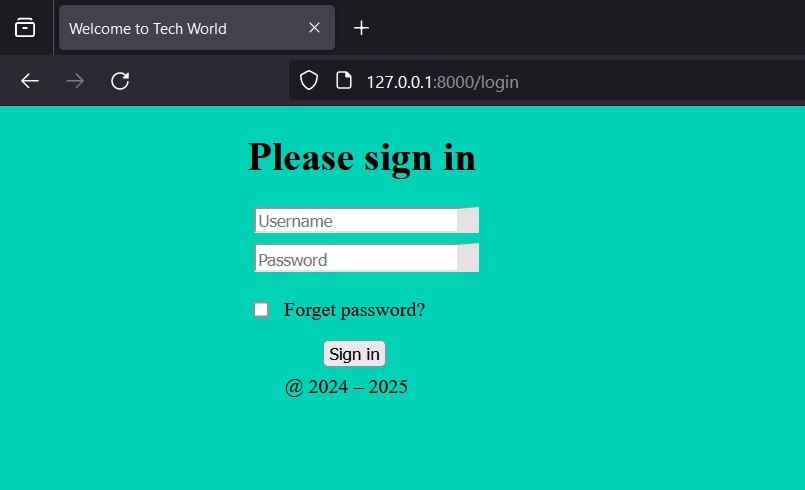 Welcome to Tech World
127.0.0.1:8000/login
Please sign in
Username
Password
Forget password?
Sign in
@ 2024 – 2025